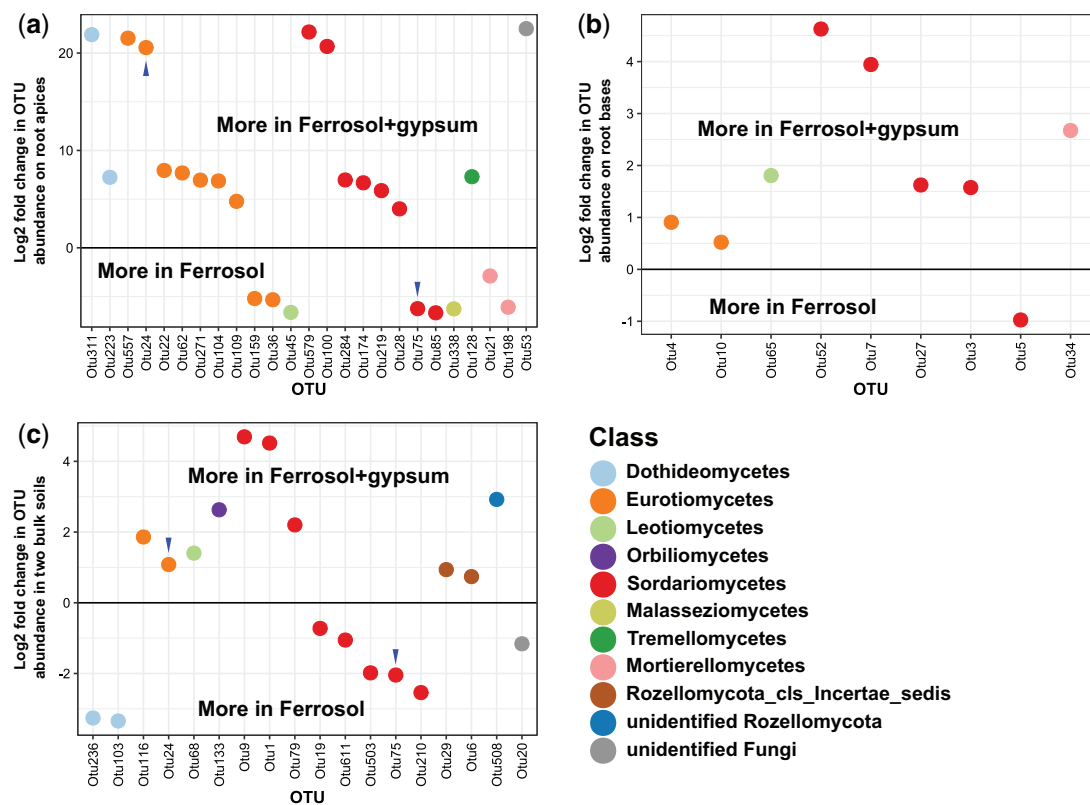 (a)
Log2 fold change in OTU
abundance on root apices
20
10
0
More in Ferrosol+gypsum
More in Ferrosol
Otu311
Otu223
Otu557
Otu24
Otu22
Otu62
Otu271
Otu104
Otu109
Otu159
Otu36
Otu45
Otu579
Otu100
Otu284
Otu174
Otu219
Otu28
Otu75
Otu85
Otu338
Otu128
Otu21
Otu198
Otu53
OTU
(b)
Log2 fold change in OTU
abundance on root bases
4
3
2
1
0
-1
More in Ferrosol+gypsum
More in Ferrosol
Otu4
Otu10
Otu65
Otu52
Otu7
Otu27
Otu3
Otu5
Otu34
OTU
(c)
Log2 fold change in OTU
abundance in two bulk soils
4
2
0
-2
More in Ferrosol+gypsum
More in Ferrosol
Otu236
Otu103
Otu116
Otu24
Otu68
Otu133
Otu9
Otu1
Otu79
Otu19
Otu611
Otu503
Otu75
Otu210
Otu29
Otu6
Otu508
Otu20
OTU
Class
Dothideomycetes
Eurotiomycetes
Leotiomycetes
Orbiliomycetes
Sordariomycetes
Malasseziomycetes
Tremellomycetes
Mortierellomycetes
Rozellomycota_cls_Incertae_sedis
unidentified Rozellomycota
unidentified Fungi